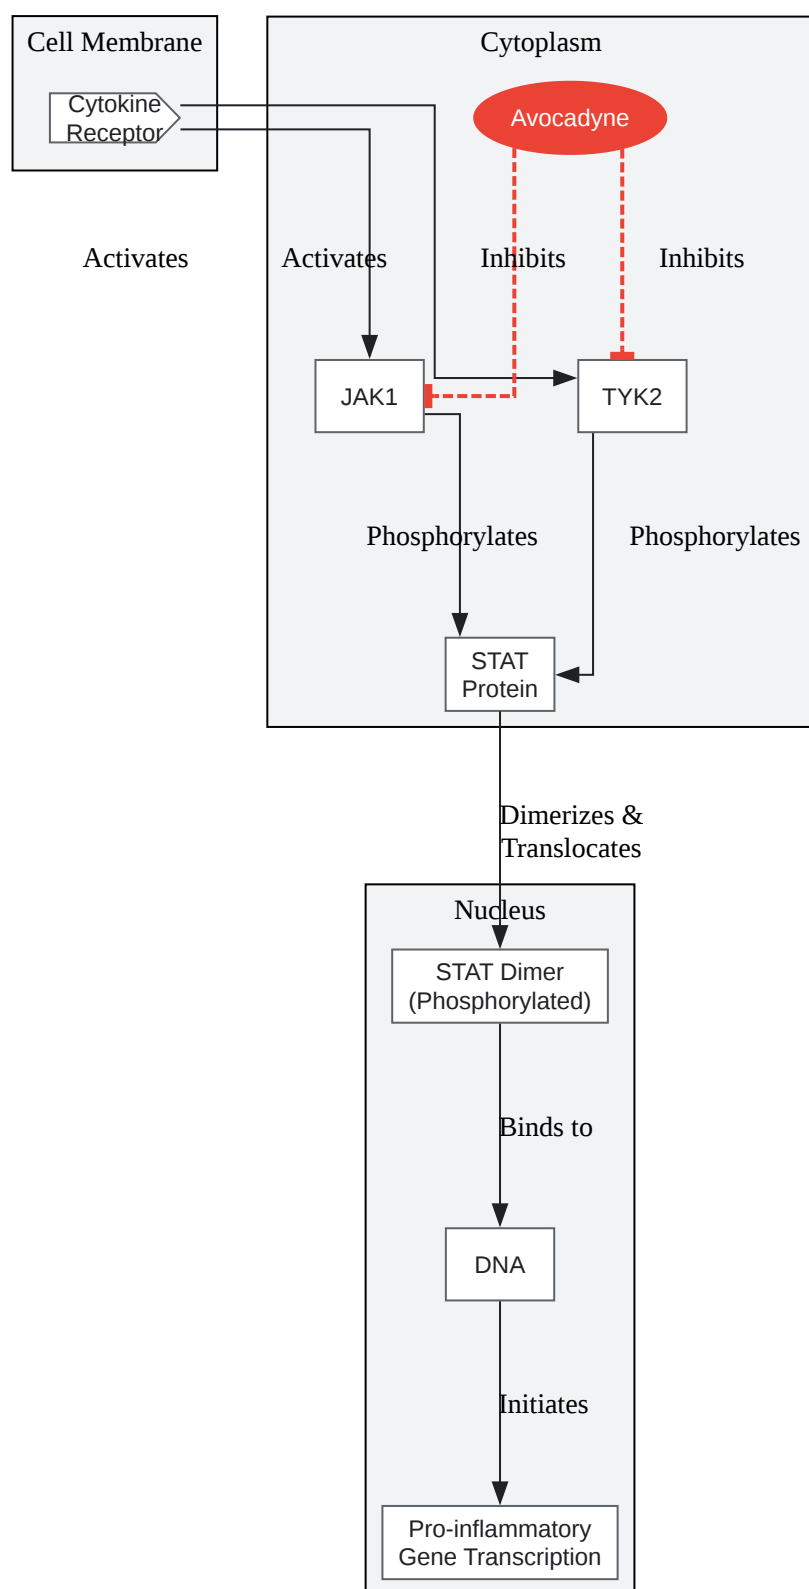 Cell Membrane
Cytoplasm
Cytokine
Receptor
Avocadyne
Activates
Activates
Inhibits
Inhibits
JAK1
TYK2
Phosphorylates
Phosphorylates
STAT
Protein
Dimerizes &
Translocates
Nucleus
STAT Dimer
(Phosphorylated)
Binds to
DNA
Initiates
Pro-inflammatory
Gene Transcription